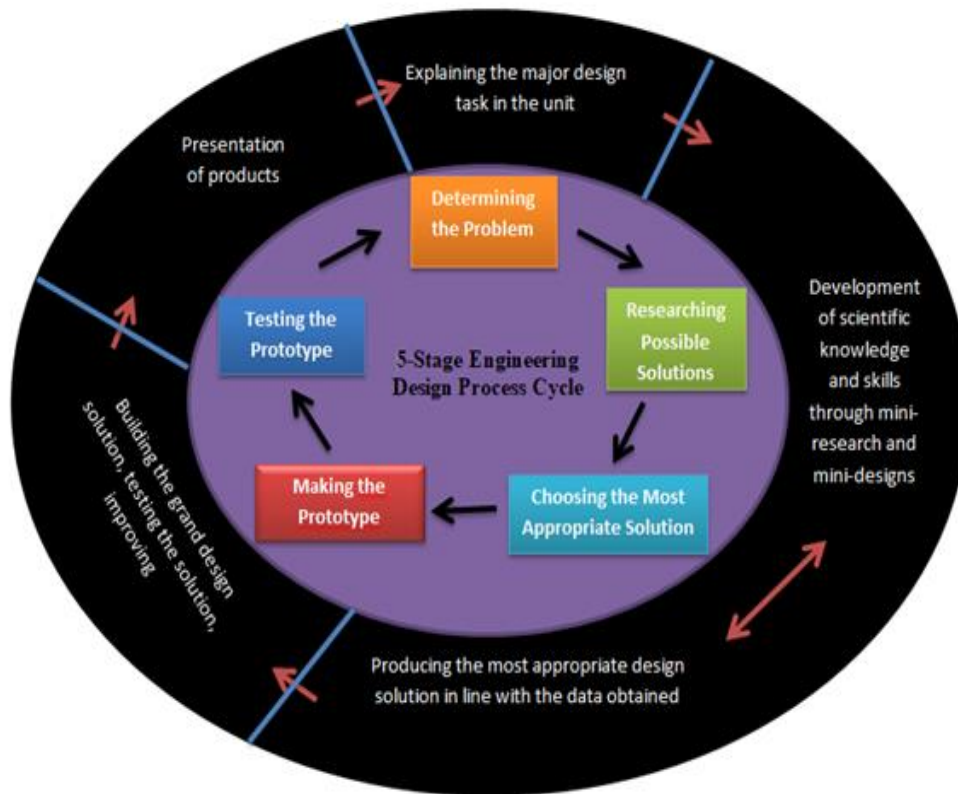 Explaining the major design
task in the unit
Presentation
of products
Determining
the Problem
Testing the
Prototype
Researching
Possible
Solutions
5-Stage Engineering
Design Process Cycle
Development
of scientific
knowledge
and skills
through mini-
research and
mini-designs
Making the
Prototype
Choosing the Most
Appropriate Solution
Building the grand design
solution, testing the solution,
improving
Producing the most appropriate design
solution in line with the data obtained